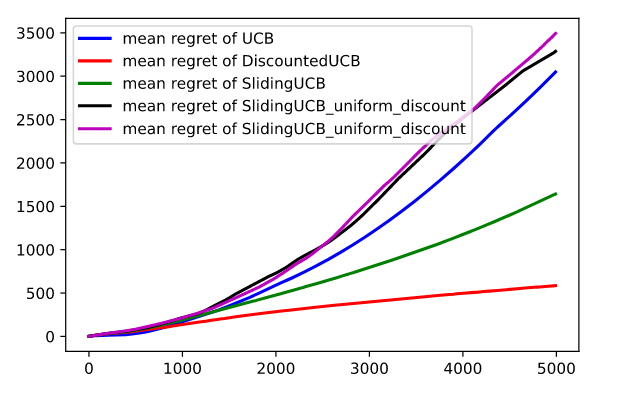 3500
3000
2500
2000
1500
1000
500
0
mean regret of UCB
mean regret of DiscountedUCB
mean regret of SlidingUCB
mean regret of SlidingUCB_uniform_discount
mean regret of SlidingUCB_uniform_discount
0 1000 2000 3000 4000 5000